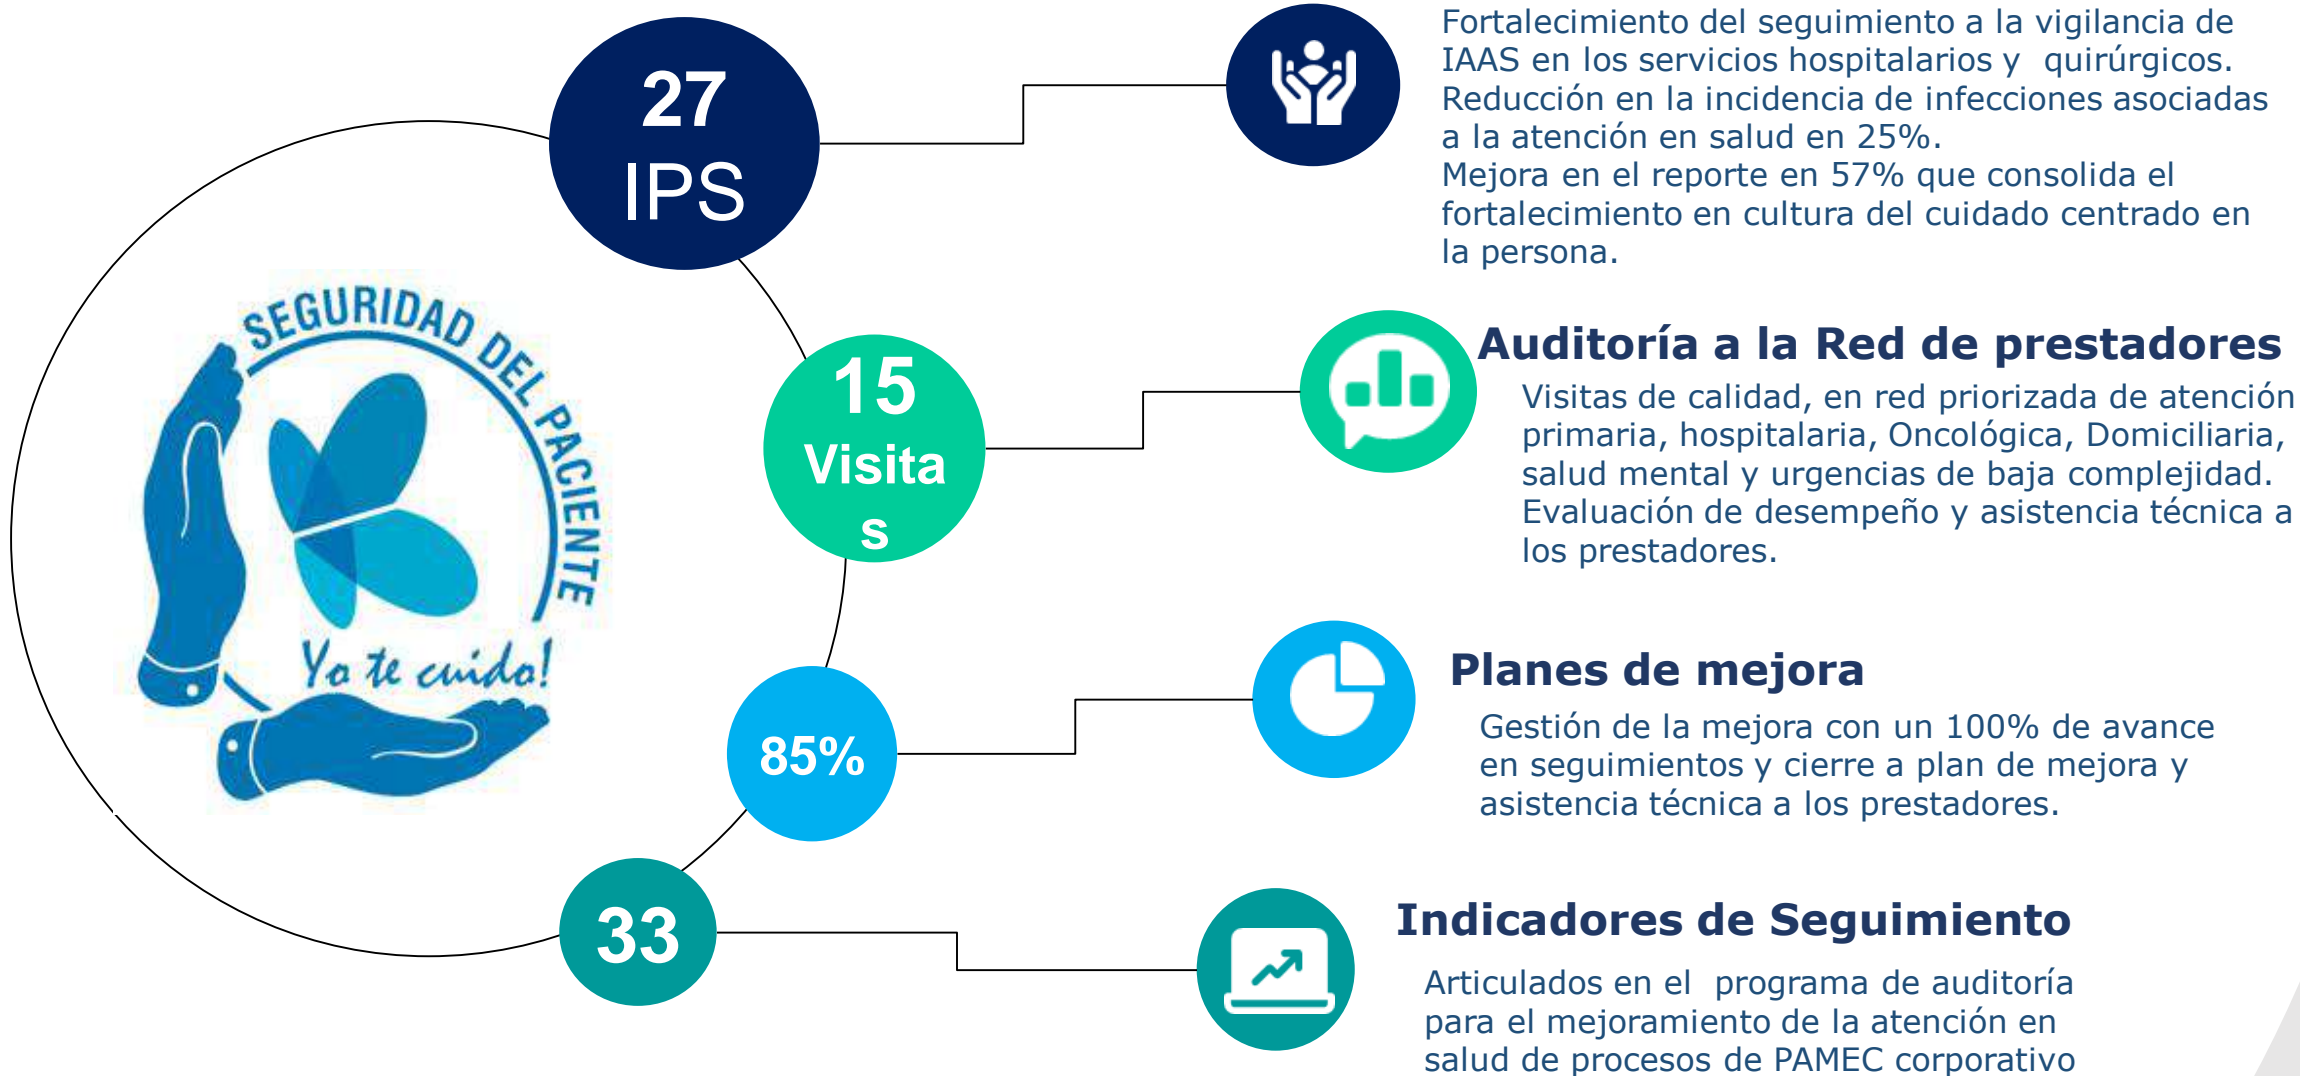 27
IPS
Fortalecimiento del seguimiento a la vigilancia de
IAAS en los servicios hospitalarios y quirúrgicos.
Reducción en la incidencia de infecciones asociadas
a la atención en salud en 25%.
Mejora en el reporte en 57% que consolida el
fortalecimiento en cultura del cuidado centrado en
la persona.
SEGURIDAD DEL PACIENTE
Yo te cuido!
15
Visita
s
Auditoría a la Red de prestadores
Visitas de calidad, en red priorizada de atención
primaria, hospitalaria, Oncológica, Domiciliaria,
salud mental y urgencias de baja complejidad.
Evaluación de desempeño y asistencia técnica a
los prestadores.
85%
Planes de mejora
Gestión de la mejora con un 100% de avance
en seguimientos y cierre a plan de mejora y
asistencia técnica a los prestadores.
33
Indicadores de Seguimiento
Articulados en el programa de auditoría
para el mejoramiento de la atención en
salud de procesos de PAMEC corporativo